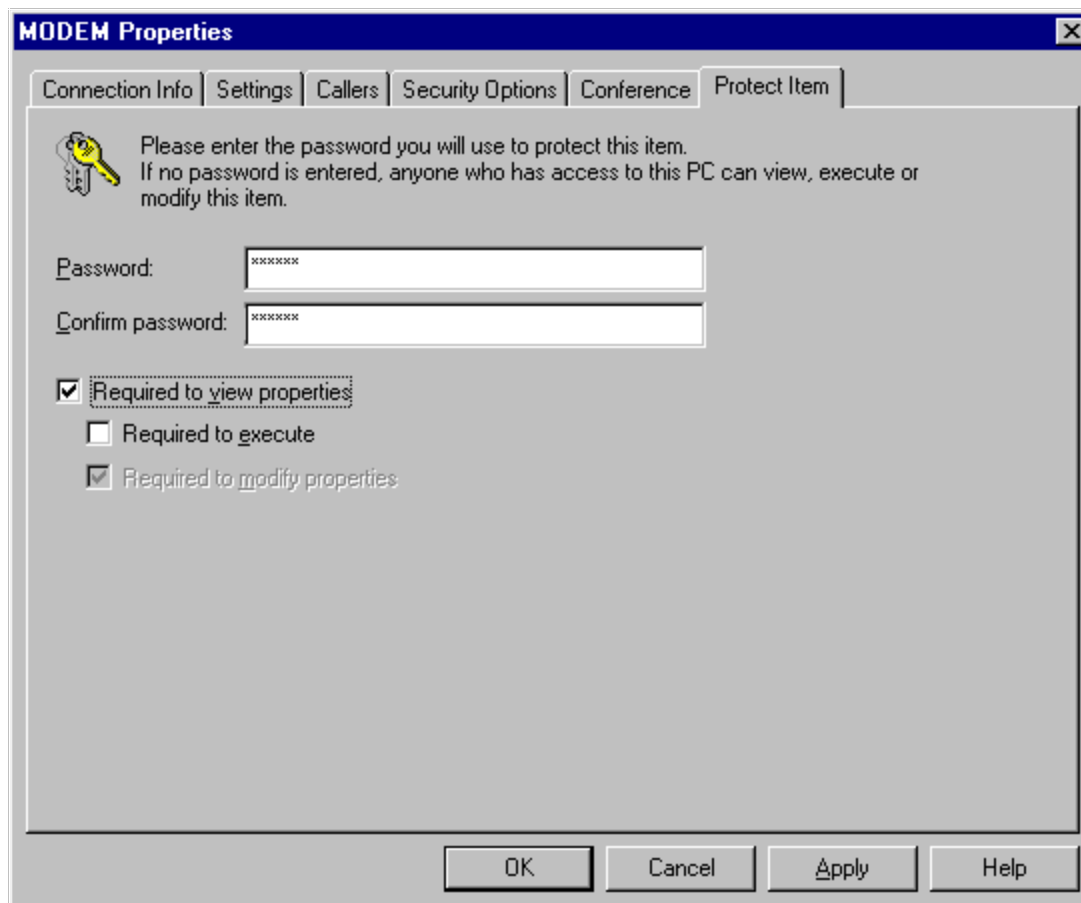 MODEM Properties
Connection Info Settings Callers Security Options Conference Protect Item
Please enter the password you will use to protect this item.
If no password is entered, anyone who has access to this PC can view, execute or
modify this item.
Password: xxxxxx
Confirm password: xxxxxx
Required to view properties
Required to execute
Required to modify properties
OK Cancel Apply Help